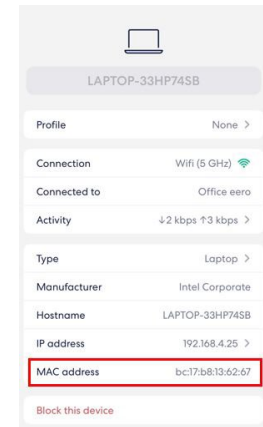 LAPTOP-33HP74SB
Profile None >
Connection Wifi (5 GHz)
Connected to Office eero
Activity ↓2 kbps ↑3 kbps >
Type Laptop >
Manufacturer Intel Corporate
Hostname LAPTOP-33HP74SB
IP address 192.168.4.25 >
MAC address bc:17:b8:13:62:67
Block this device